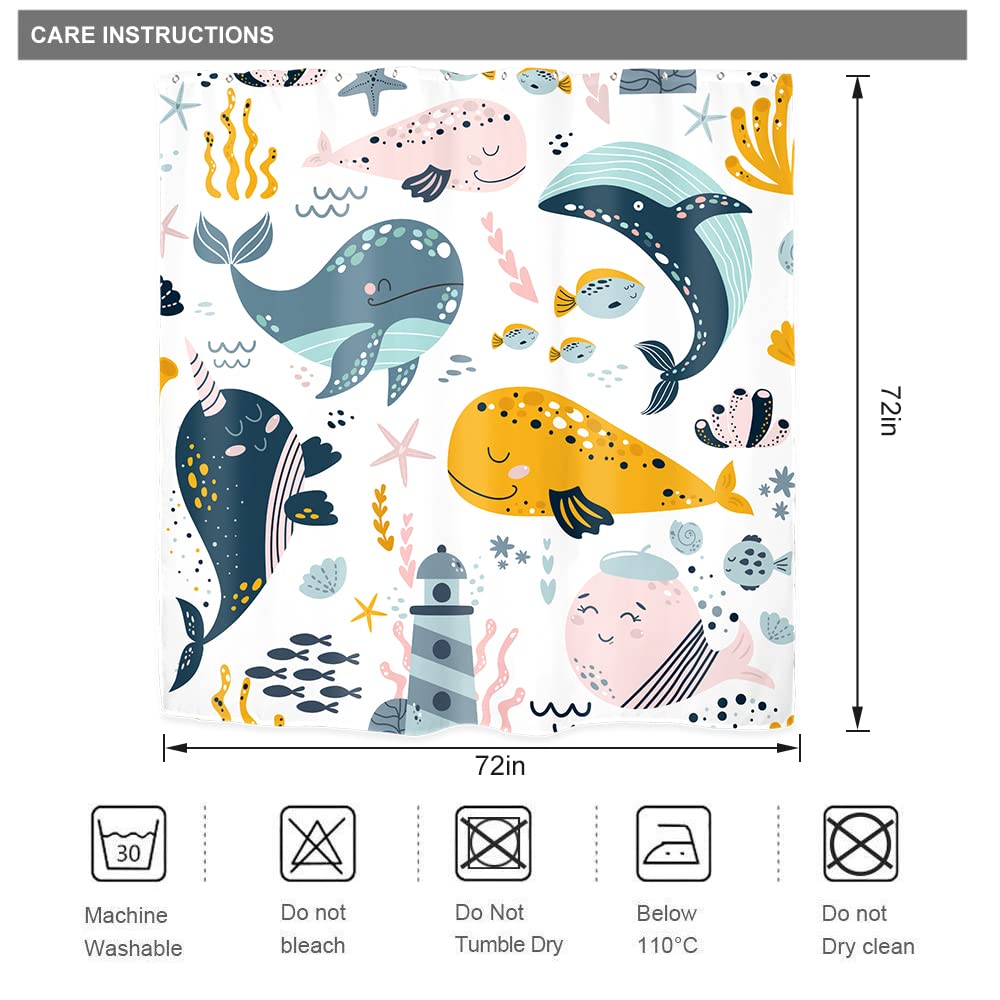 CARE INSTRUCTIONS
72in
72in
30
Machine
Washable
Do not
bleach
Do Not
Tumble Dry
Below
110°C
Do not
Dry clean